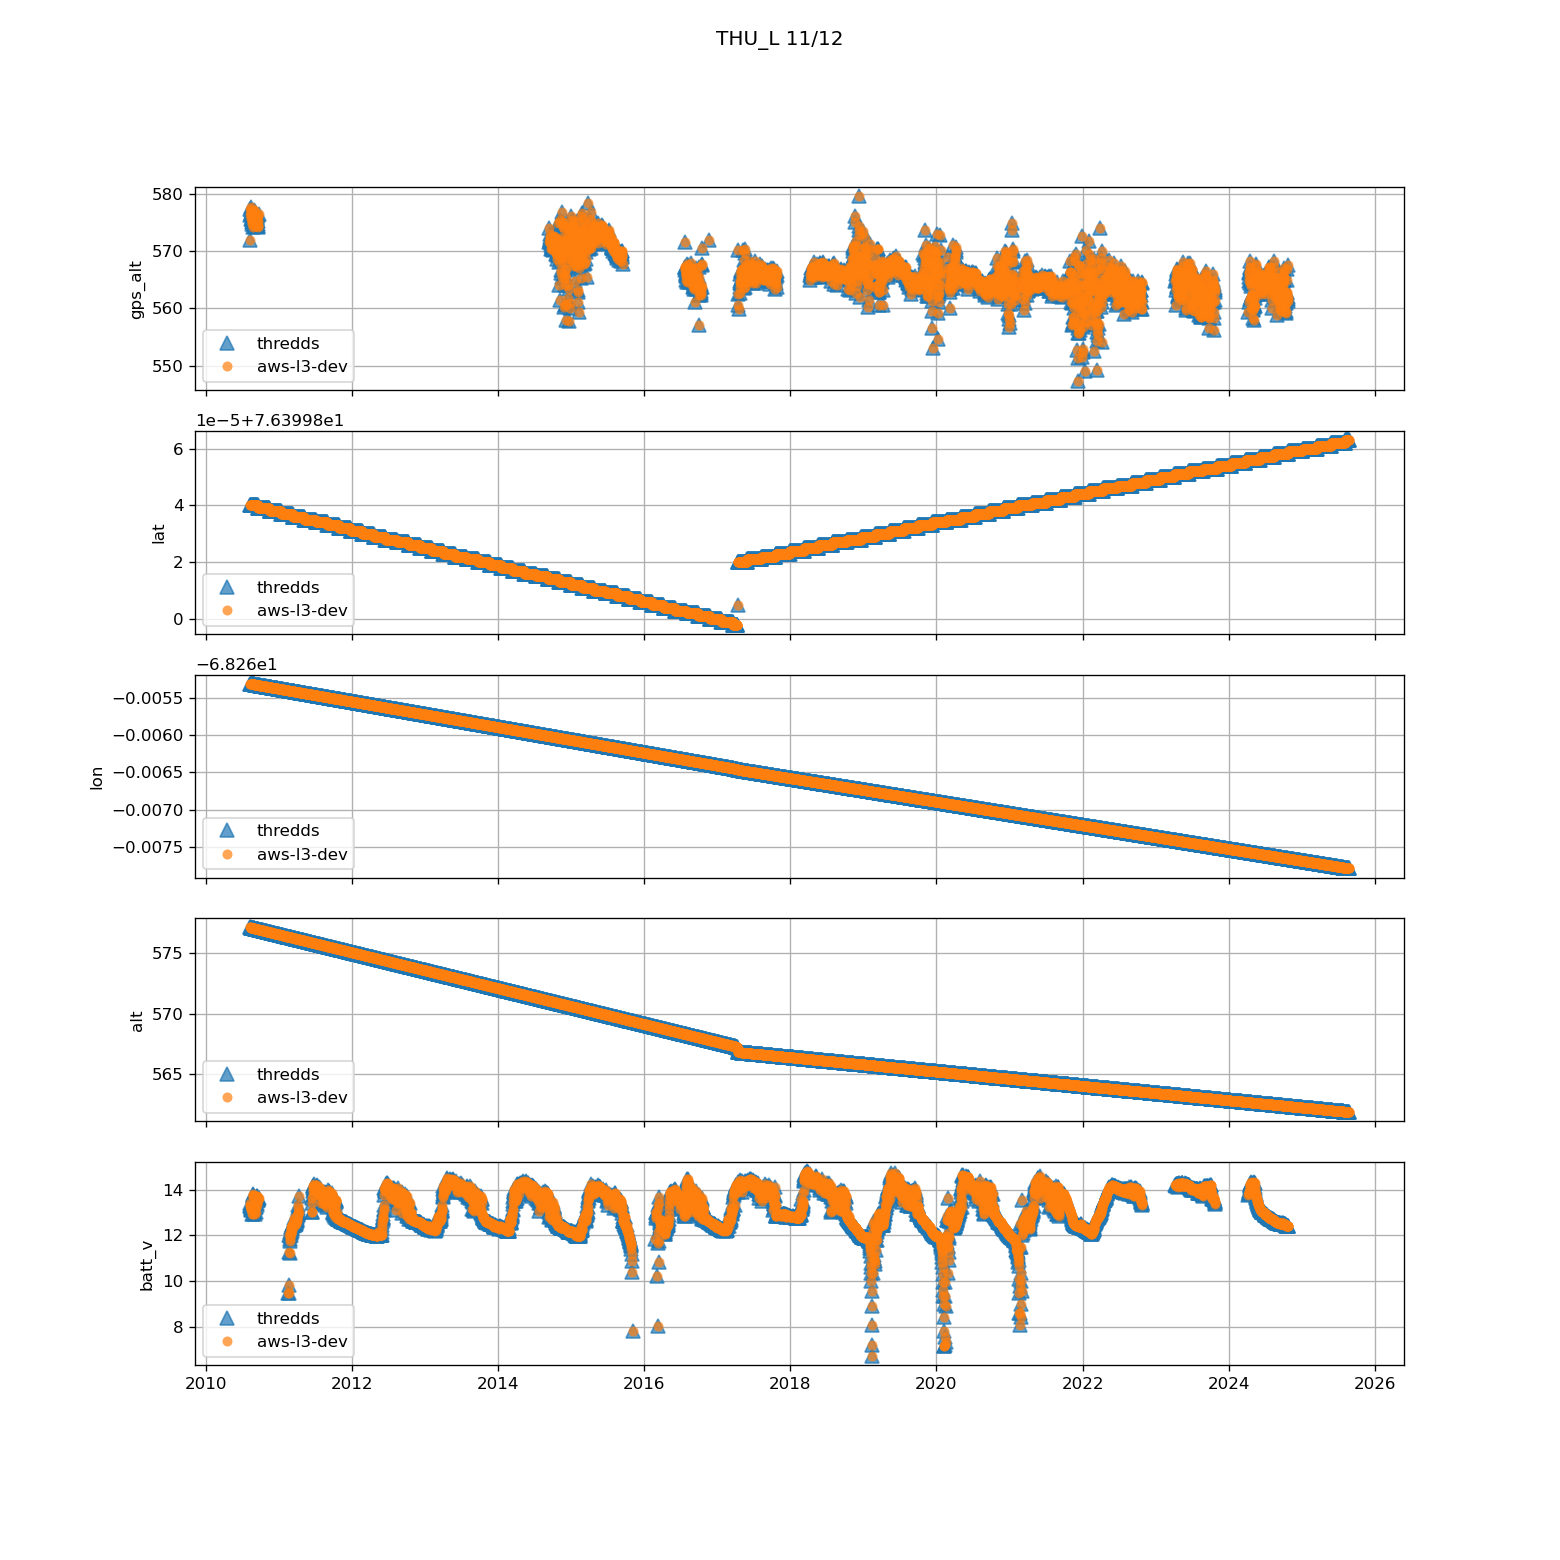 THU_L 11/12
580
570
560
550
gps_alt
thredds
aws-l3-dev
1e−5+7.63998e1
6
4
2
0
lat
thredds
aws-l3-dev
−6.826e1
−0.0055
−0.0060
−0.0065
−0.0070
−0.0075
lon
thredds
aws-l3-dev
575
570
565
alt
thredds
aws-l3-dev
14
12
10
8
batt_v
thredds
aws-l3-dev
2010 2012 2014 2016 2018 2020 2022 2024 2026